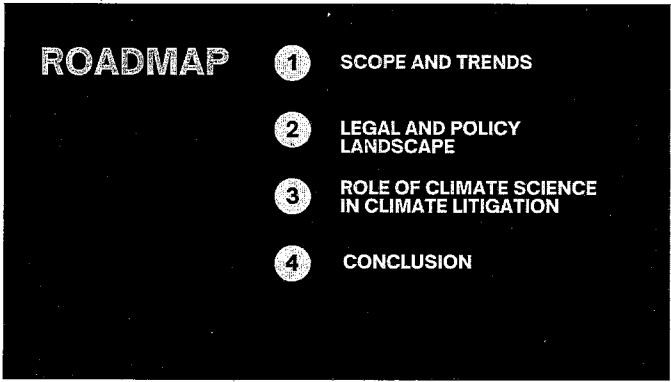 ROADMAP
1 SCOPE AND TRENDS
2 LEGAL AND POLICY
LANDSCAPE
3 ROLE OF CLIMATE SCIENCE
IN CLIMATE LITIGATION
4 CONCLUSION